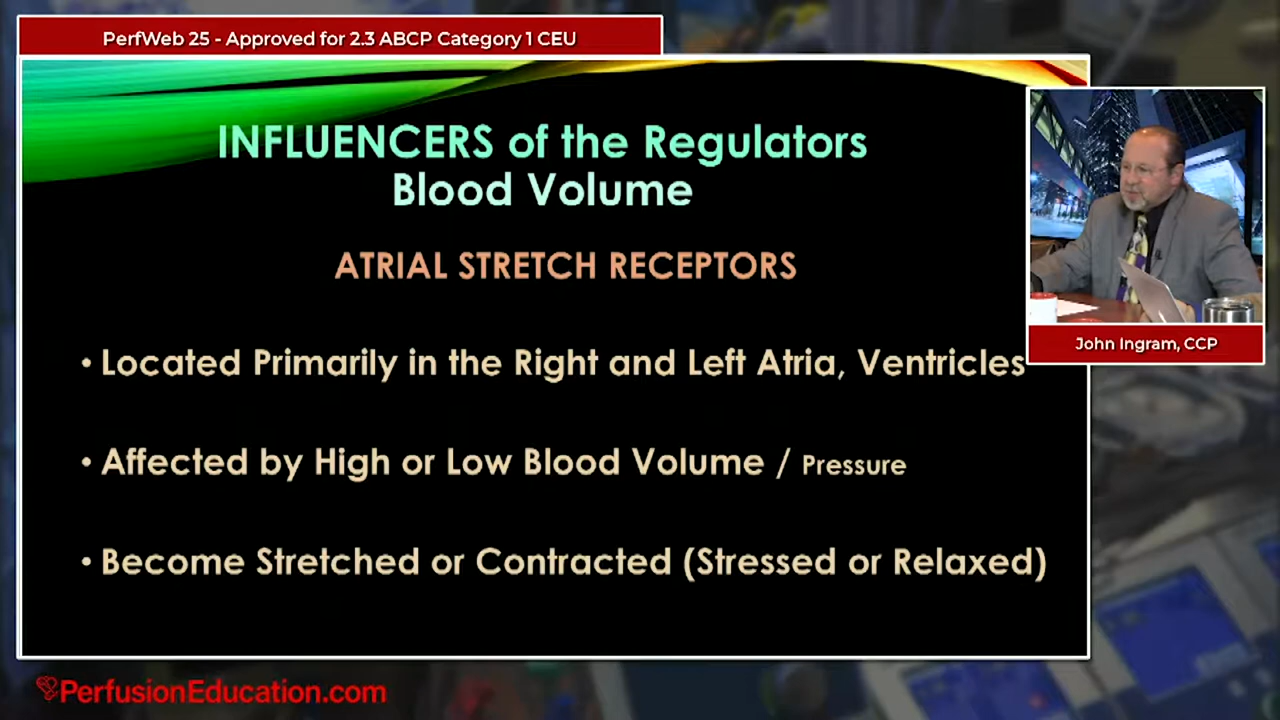 PerfWeb 25 - Approved for 2.3 ABCP Category 1 CEU
INFLUENCERS of the Regulators
Blood Volume
ATRIAL STRETCH RECEPTORS
• Located Primarily in the Right and Left Atria, Ventricles
• Affected by High or Low Blood Volume / Pressure
• Become Stretched or Contracted (Stressed or Relaxed)
John Ingram, CCP
PerfusionEducation.com